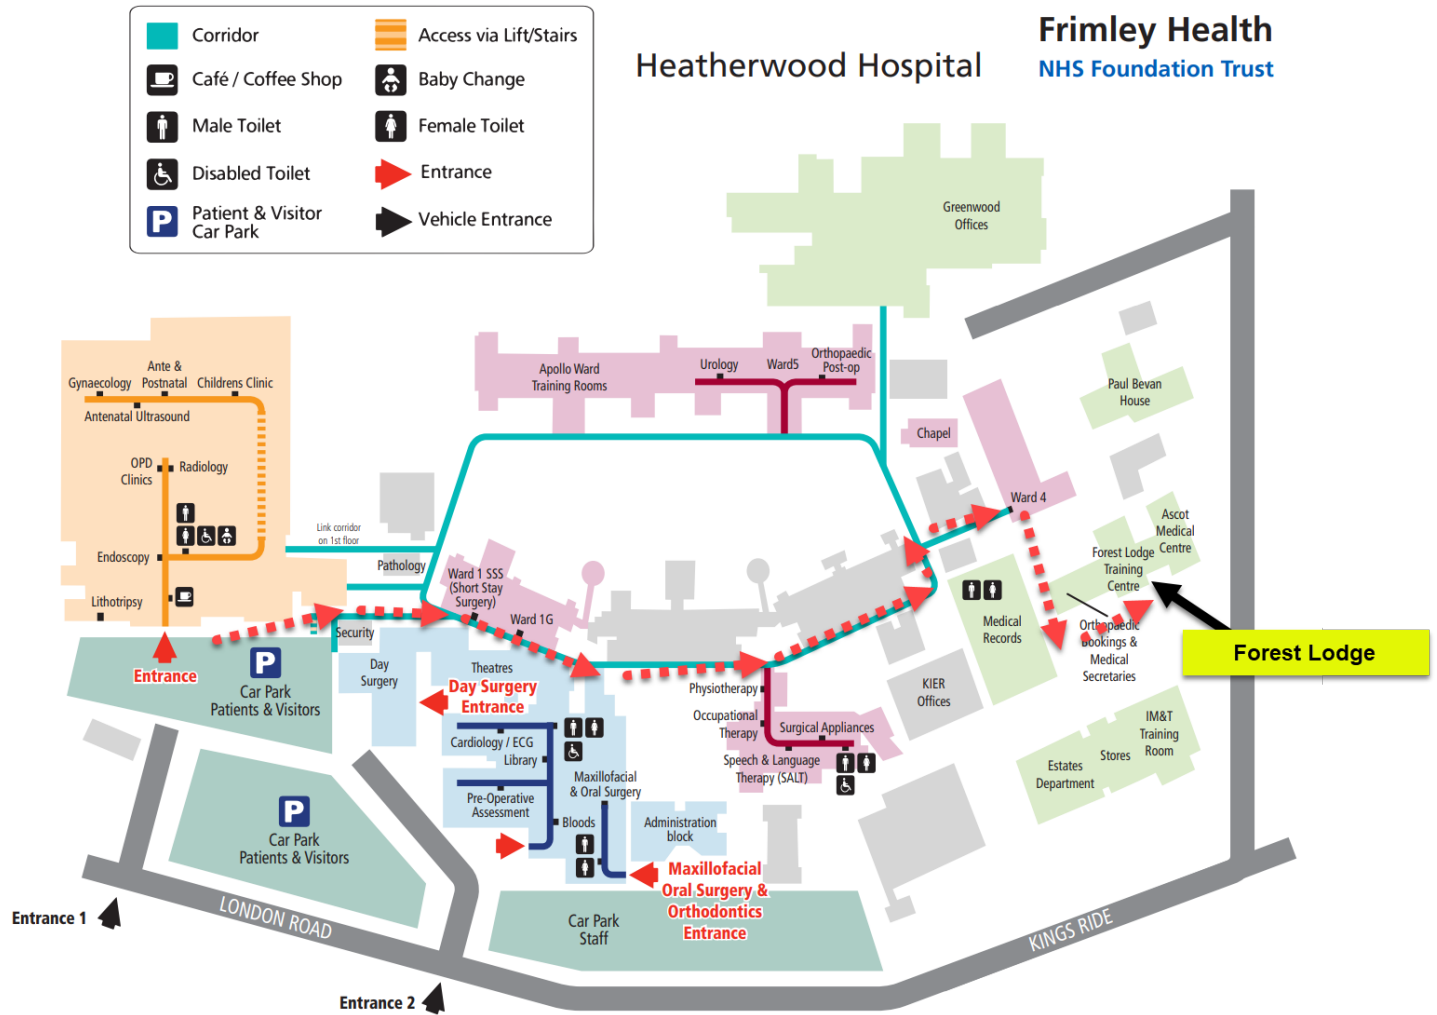 Corridor
Access via Lift/Stairs
Café / Coffee Shop
Baby Change
Male Toilet
Female Toilet
Disabled Toilet
Entrance
P
Patient & Visitor
Car Park
Vehicle Entrance
Heatherwood Hospital
Frimley Health
NHS Foundation Trust
Greenwood
Offices
Ante &
Postnatal
Gynaecology
Childrens Clinic
Antenatal Ultrasound
OPD
Clinics
Radiology
Endoscopy
Lithotripsy
Entrance
Link corridor
on 1st floor
Pathology
Security
Apollo Ward
Training Rooms
Urology
Ward5
Orthopaedic
Post-op
Chapel
Paul Bevan
House
Ward 4
Ascot
Medical
Centre
Forest Lodge
Training
Centre
Ward 1 SSS
(Short Stay
Surgery)
Ward 1G
Medical
Records
Orthopaedic
Bookings &
Medical
Secretaries
Forest Lodge
P
Car Park
Patients & Visitors
Day
Surgery
Theatres
Day Surgery
Entrance
Cardiology / ECG
Library
Pre-Operative
Assessment
Bloods
Maxillofacial
& Oral Surgery
Physiotherapy
Occupational
Therapy
Surgical Appliances
Speech & Language
Therapy (SALT)
KIER
Offices
IM&T
Training
Room
Stores
Estates
Department
P
Car Park
Patients & Visitors
Administration
block
Maxillofacial
Oral Surgery &
Orthodontics
Entrance
Car Park
Staff
LONDON ROAD
KINGS RIDE
Entrance 1
Entrance 2